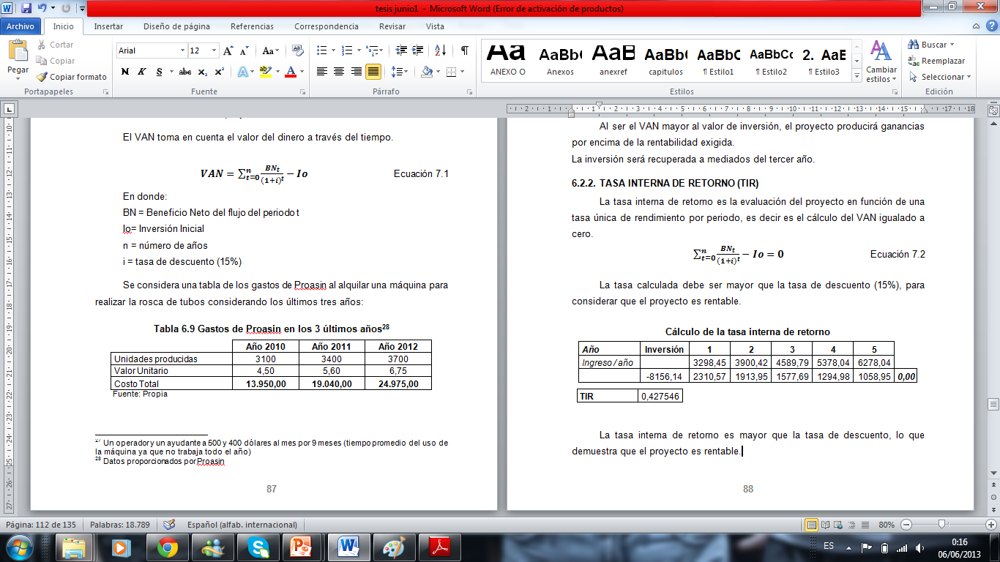 tesis junio1 - Microsoft Word (Error de activación de productos)
Archivo Inicio Insertar Diseño de página Referencias Correspondencia Revisar Vista
Pegar
Cortar
Copiar
Copiar formato
Portapapeles
Arial 12
Aa
N K S abc x₂ x²
A ab A
Fuente
Párrafo
Aa AaBb( AaB AaBbC AaBbC AaBbCc 2. AaE
ANEXO O Anexos anexref capitulos ¶ Estilo1 ¶ Estilo2 ¶ Estilo3
Estilos
Cambiar estilos
Buscar
Reemplazar
Seleccionar
Edición
El VAN toma en cuenta el valor del dinero a través del tiempo.
VAN = ∑ⁿₜ₌₀ BNₜ/(1+i)ᵗ − Io Ecuación 7.1
En donde:
BN = Beneficio Neto del flujo del periodo t
Io= Inversión Inicial
n = número de años
i = tasa de descuento (15%)
Se considera una tabla de los gastos de Proasin al alquilar una máquina para
realizar la rosca de tubos considerando los últimos tres años:
Tabla 6.9 Gastos de Proasin en los 3 últimos años²⁸
Año 2010 Año 2011 Año 2012
Unidades producidas 3100 3400 3700
Valor Unitario 4,50 5,60 6,75
Costo Total 13.950,00 19.040,00 24.975,00
Fuente: Propia
²⁷ Un operador y un ayudante a 500 y 400 dólares al mes por 9 meses (tiempo promedio del uso de
la máquina ya que no trabaja todo el año)
²⁸ Datos proporcionados por Proasin
87
Al ser el VAN mayor al valor de inversión, el proyecto producirá ganancias
por encima de la rentabilidad exigida.
La inversión será recuperada a mediados del tercer año.
6.2.2. TASA INTERNA DE RETORNO (TIR)
La tasa interna de retorno es la evaluación del proyecto en función de una
tasa única de rendimiento por periodo, es decir es el cálculo del VAN igualado a
cero.
∑ⁿₜ₌₀ BNₜ/(1+i)ᵗ − Io = 0 Ecuación 7.2
La tasa calculada debe ser mayor que la tasa de descuento (15%), para
considerar que el proyecto es rentable.
Cálculo de la tasa interna de retorno
Año Inversión 1 2 3 4 5
Ingreso / año 3298,45 3900,42 4589,79 5378,04 6278,04
-8156,14 2310,57 1913,95 1577,69 1294,98 1058,95 0,00
TIR 0,427546
La tasa interna de retorno es mayor que la tasa de descuento, lo que
demuestra que el proyecto es rentable.
88
Página: 112 de 135 Palabras: 18.789 Español (alfab. internacional) 80%
ES 0:16
06/06/2013